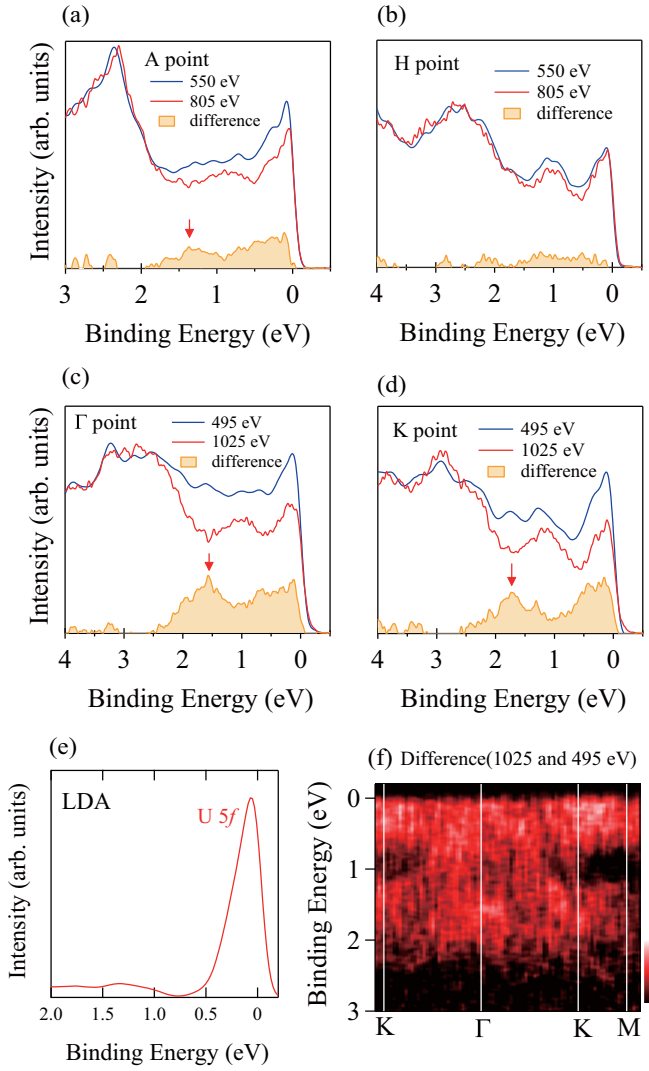 (a)
A point
550 eV
805 eV
difference
Intensity (arb. units)
3 2 1 0
Binding Energy (eV)
(b)
H point
550 eV
805 eV
difference
4 3 2 1 0
Binding Energy (eV)
(c)
Γ point
495 eV
1025 eV
difference
Intensity (arb. units)
4 3 2 1 0
Binding Energy (eV)
(d)
K point
495 eV
1025 eV
difference
4 3 2 1 0
Binding Energy (eV)
(e)
LDA
U 5f
Intensity (arb. units)
2.0 1.5 1.0 0.5 0
Binding Energy (eV)
(f) Difference(1025 and 495 eV)
Binding Energy (eV)
0
1
2
3
K Γ K M